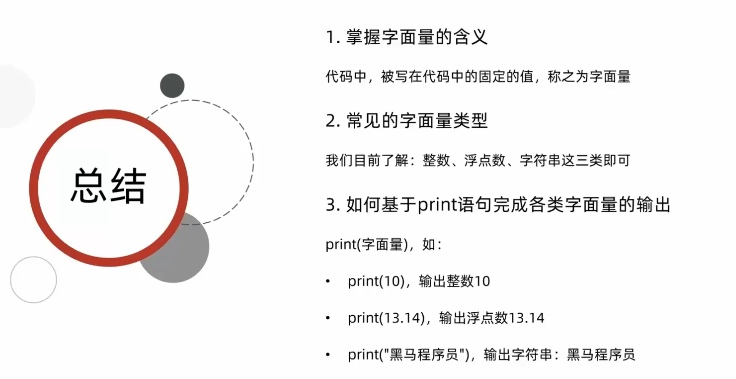 总结
1. 掌握字面量的含义
代码中，被写在代码中的固定的值，称之为字面量
2. 常见的字面量类型
我们目前了解：整数、浮点数、字符串这三类即可
3. 如何基于print语句完成各类字面量的输出
print(字面量)，如：
• print(10)，输出整数10
• print(13.14)，输出浮点数13.14
• print("黑马程序员")，输出字符串：黑马程序员